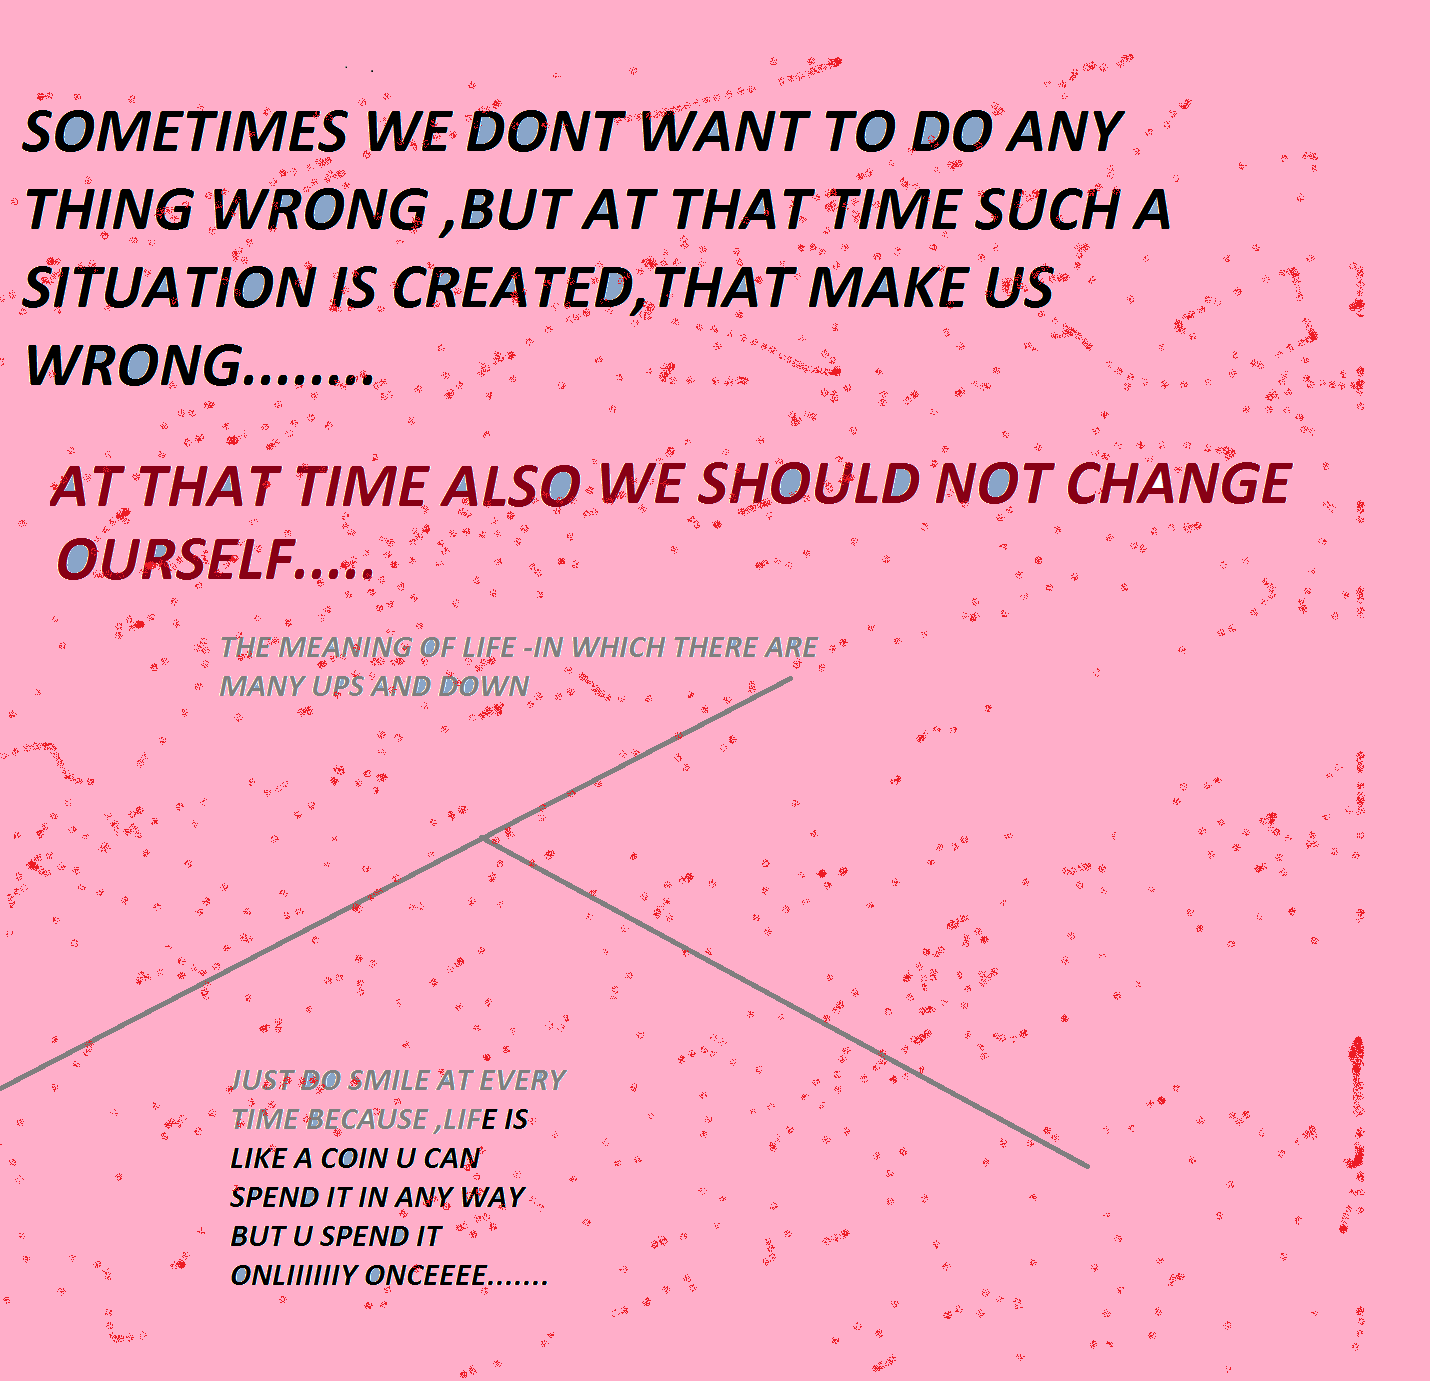 SOMETIMES WE DONT WANT TO DO ANY
THING WRONG ,BUT AT THAT TIME SUCH A
SITUATION IS CREATED,THAT MAKE US
WRONG........
AT THAT TIME ALSO WE SHOULD NOT CHANGE
OURSELF.....
THE MEANING OF LIFE -IN WHICH THERE ARE
MANY UPS AND DOWN
JUST DO SMILE AT EVERY
TIME BECAUSE ,LIFE IS
LIKE A COIN U CAN
SPEND IT IN ANY WAY
BUT U SPEND IT
ONLIIIIIIY ONCEEEE.......